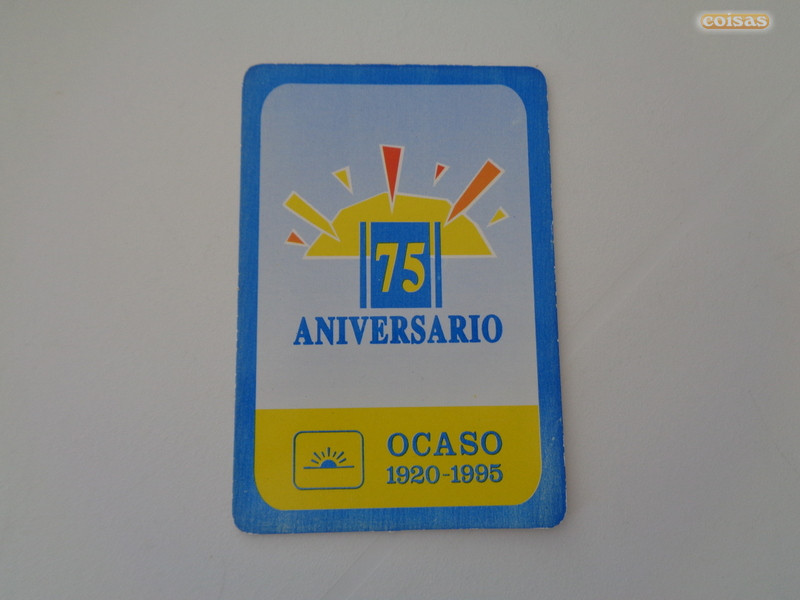 coisas
75
ANIVERSARIO
OCASO
1920-1995